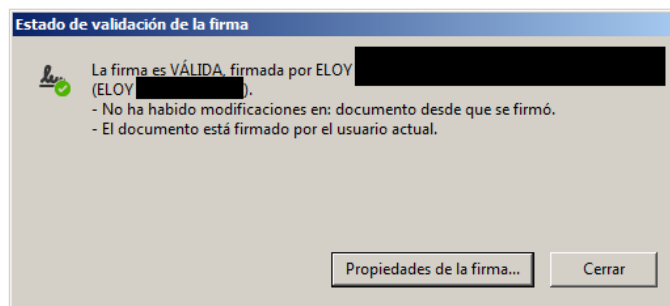 Estado de validación de la firma
La firma es VÁLIDA, firmada por ELOY
(ELOY ).
- No ha habido modificaciones en: documento desde que se firmó.
- El documento está firmado por el usuario actual.
Propiedades de la firma... Cerrar